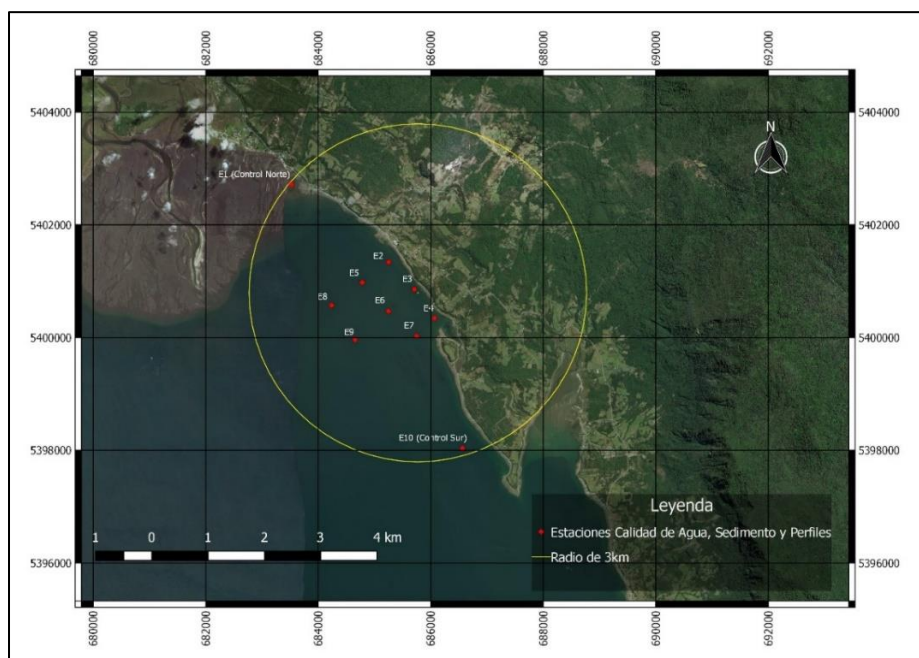 680000
682000
684000
686000
688000
690000
692000
5404000
5404000
N
E1 (Control Norte)
5402000
5402000
E2
E5
E3
E8
E6
E4
5400000
5400000
E9
E7
E10 (Control Sur)
5398000
5398000
Leyenda
Estaciones Calidad de Agua, Sedimento y Perfiles
Radio de 3km
1 0 1 2 3 4 km
5396000
5396000
680000
682000
684000
686000
688000
690000
692000